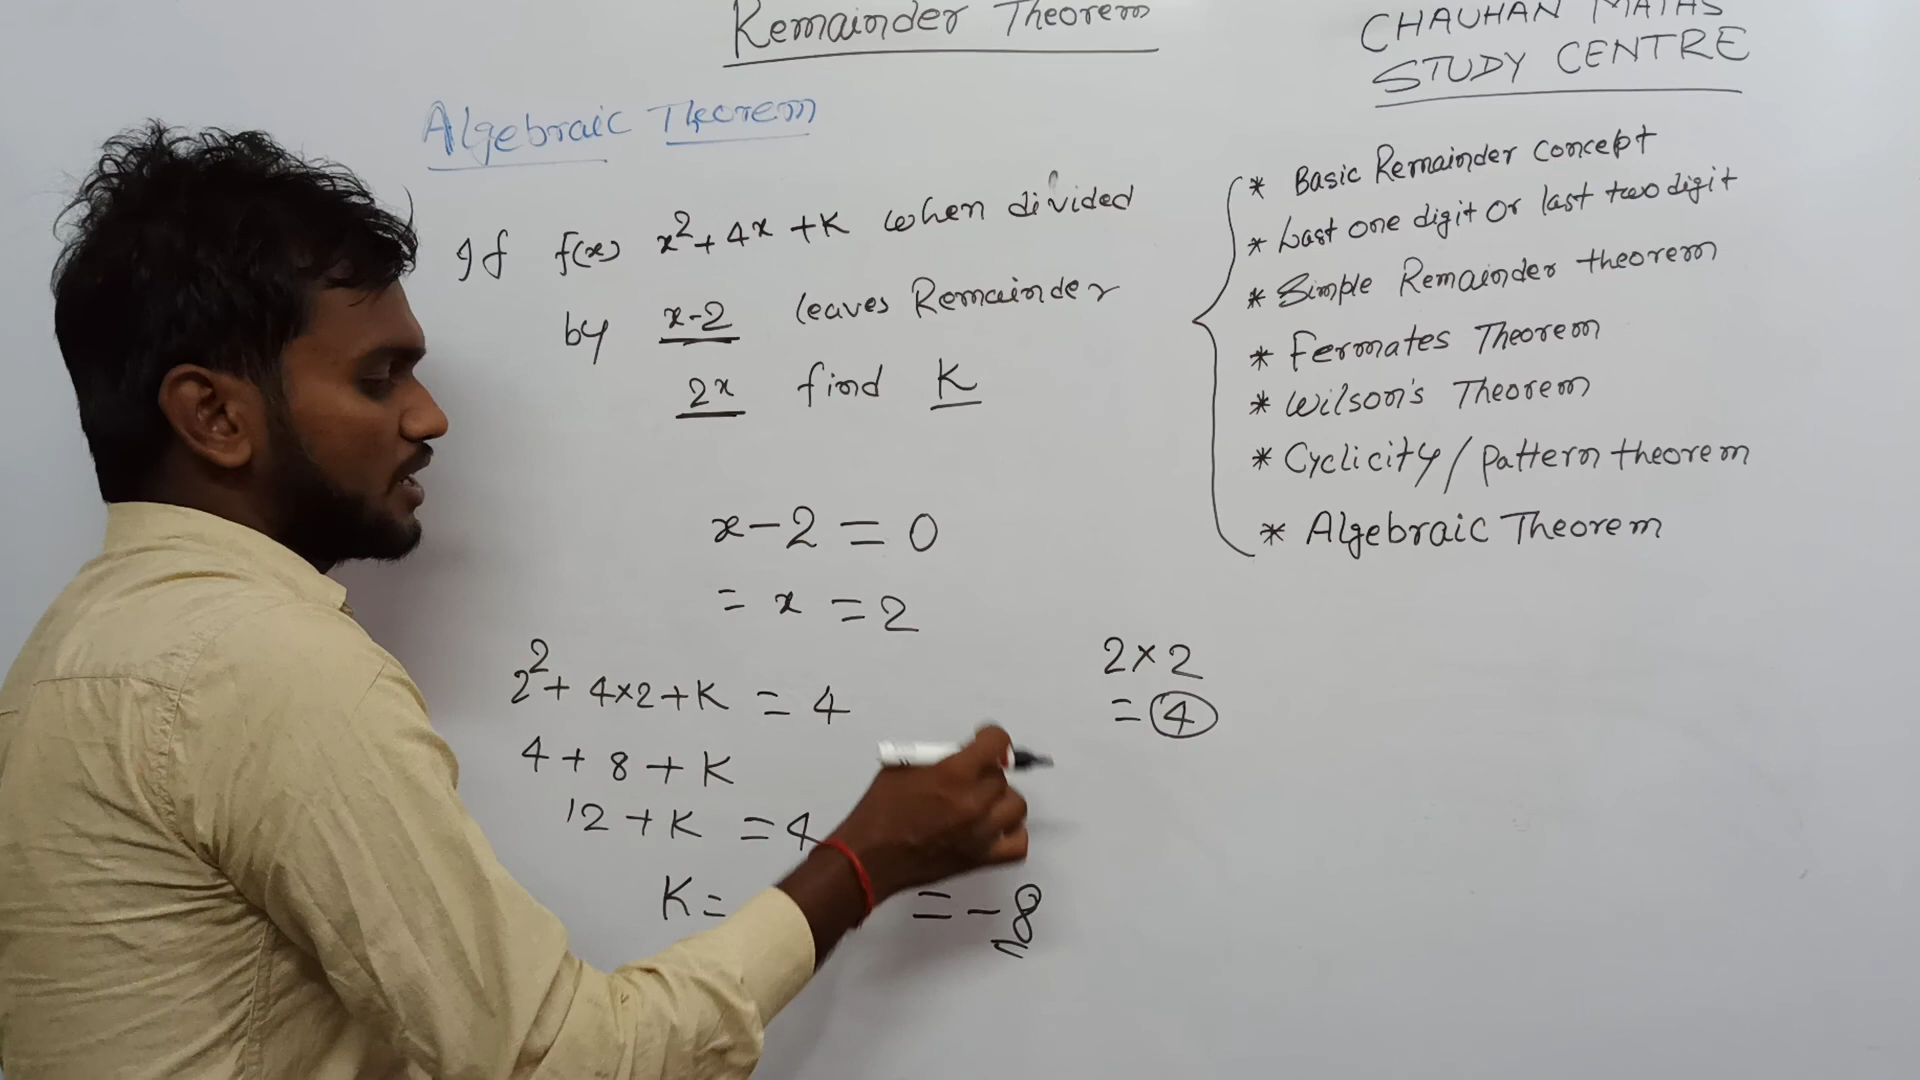 Remainder Theorem
CHAUHAN MATHS
STUDY CENTRE
Algebraic Theorem
If f(x) x²+4x+K when divided
by x-2 leaves Remainder
2x find K
x-2=0
= x = 2
2²+4×2+K = 4
4+8+K
12+K = 4
K=
= -8
2×2
= 4
* Basic Remainder concept
* Last one digit or last two digit
* Simple Remainder theorem
* Fermates Theorem
* Wilson's Theorem
* Cyclicity/pattern theorem
* Algebraic Theorem